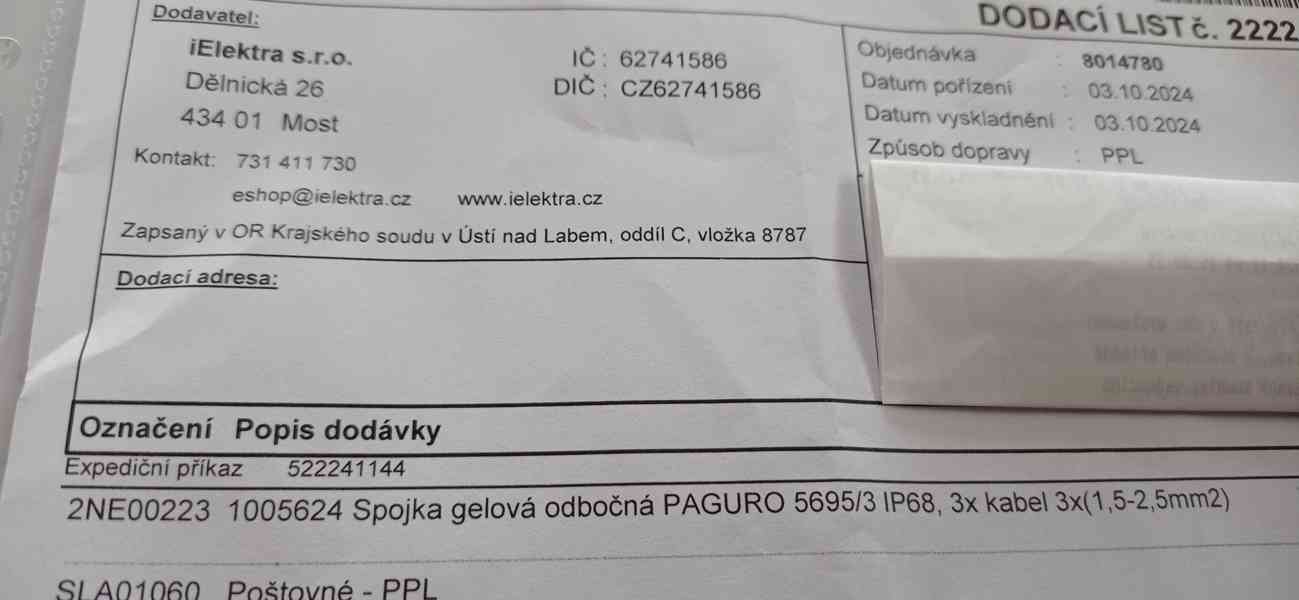 DODACÍ LIST č. 2222
Dodavatel:
iElektra s.r.o.
Dělnická 26
434 01 Most
IČ : 62741586
DIČ : CZ62741586
Kontakt: 731 411 730
eshop@ielektra.cz www.ielektra.cz
Zapsaný v OR Krajského soudu v Ústí nad Labem, oddíl C, vložka 8787
Objednávka : 8014780
Datum pořízení : 03.10.2024
Datum vyskladnění : 03.10.2024
Způsob dopravy : PPL
Dodací adresa:
Označení Popis dodávky
Expediční příkaz 522241144
2NE00223 1005624 Spojka gelová odbočná PAGURO 5695/3 IP68, 3x kabel 3x(1,5-2,5mm2)
SLA01060 Poštovné - PPL